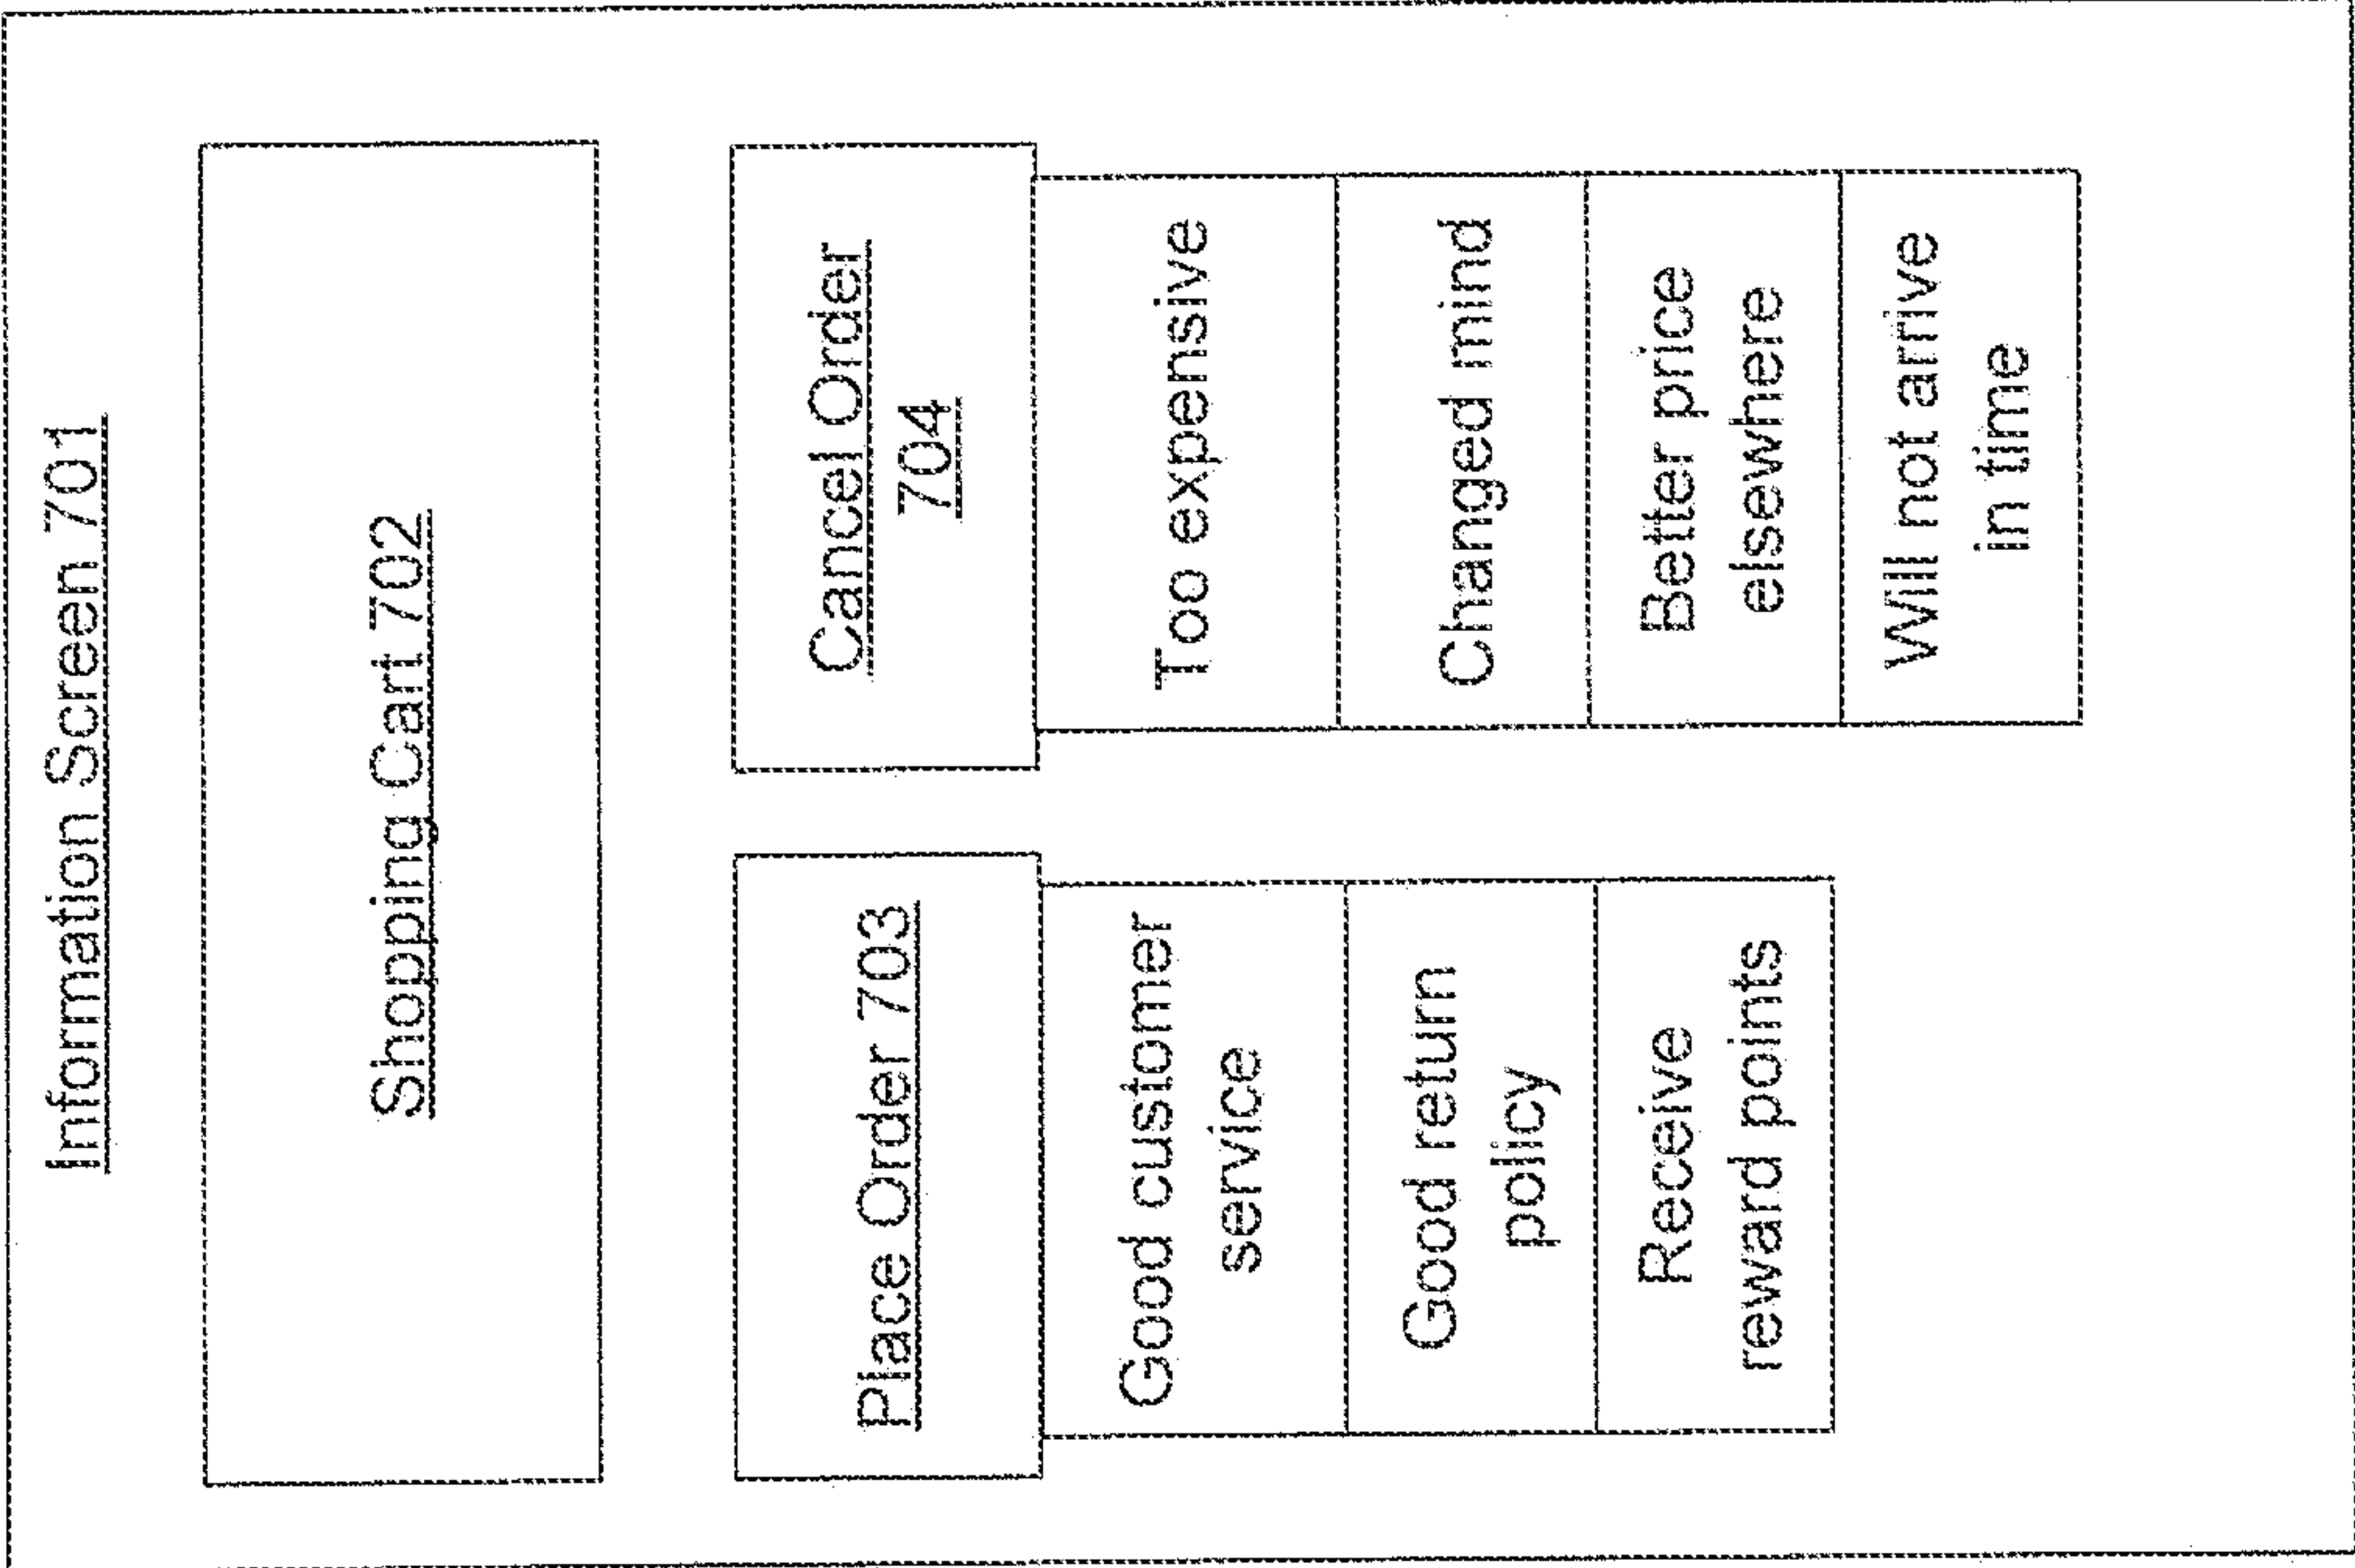 Information Screen 701
Shopping Cart 702
Place Order 703
Good customer
service
Good return
policy
Receive
reward points
Cancel Order
704
Too expensive
Changed mind
Better price
elsewhere
Will not arrive
in time